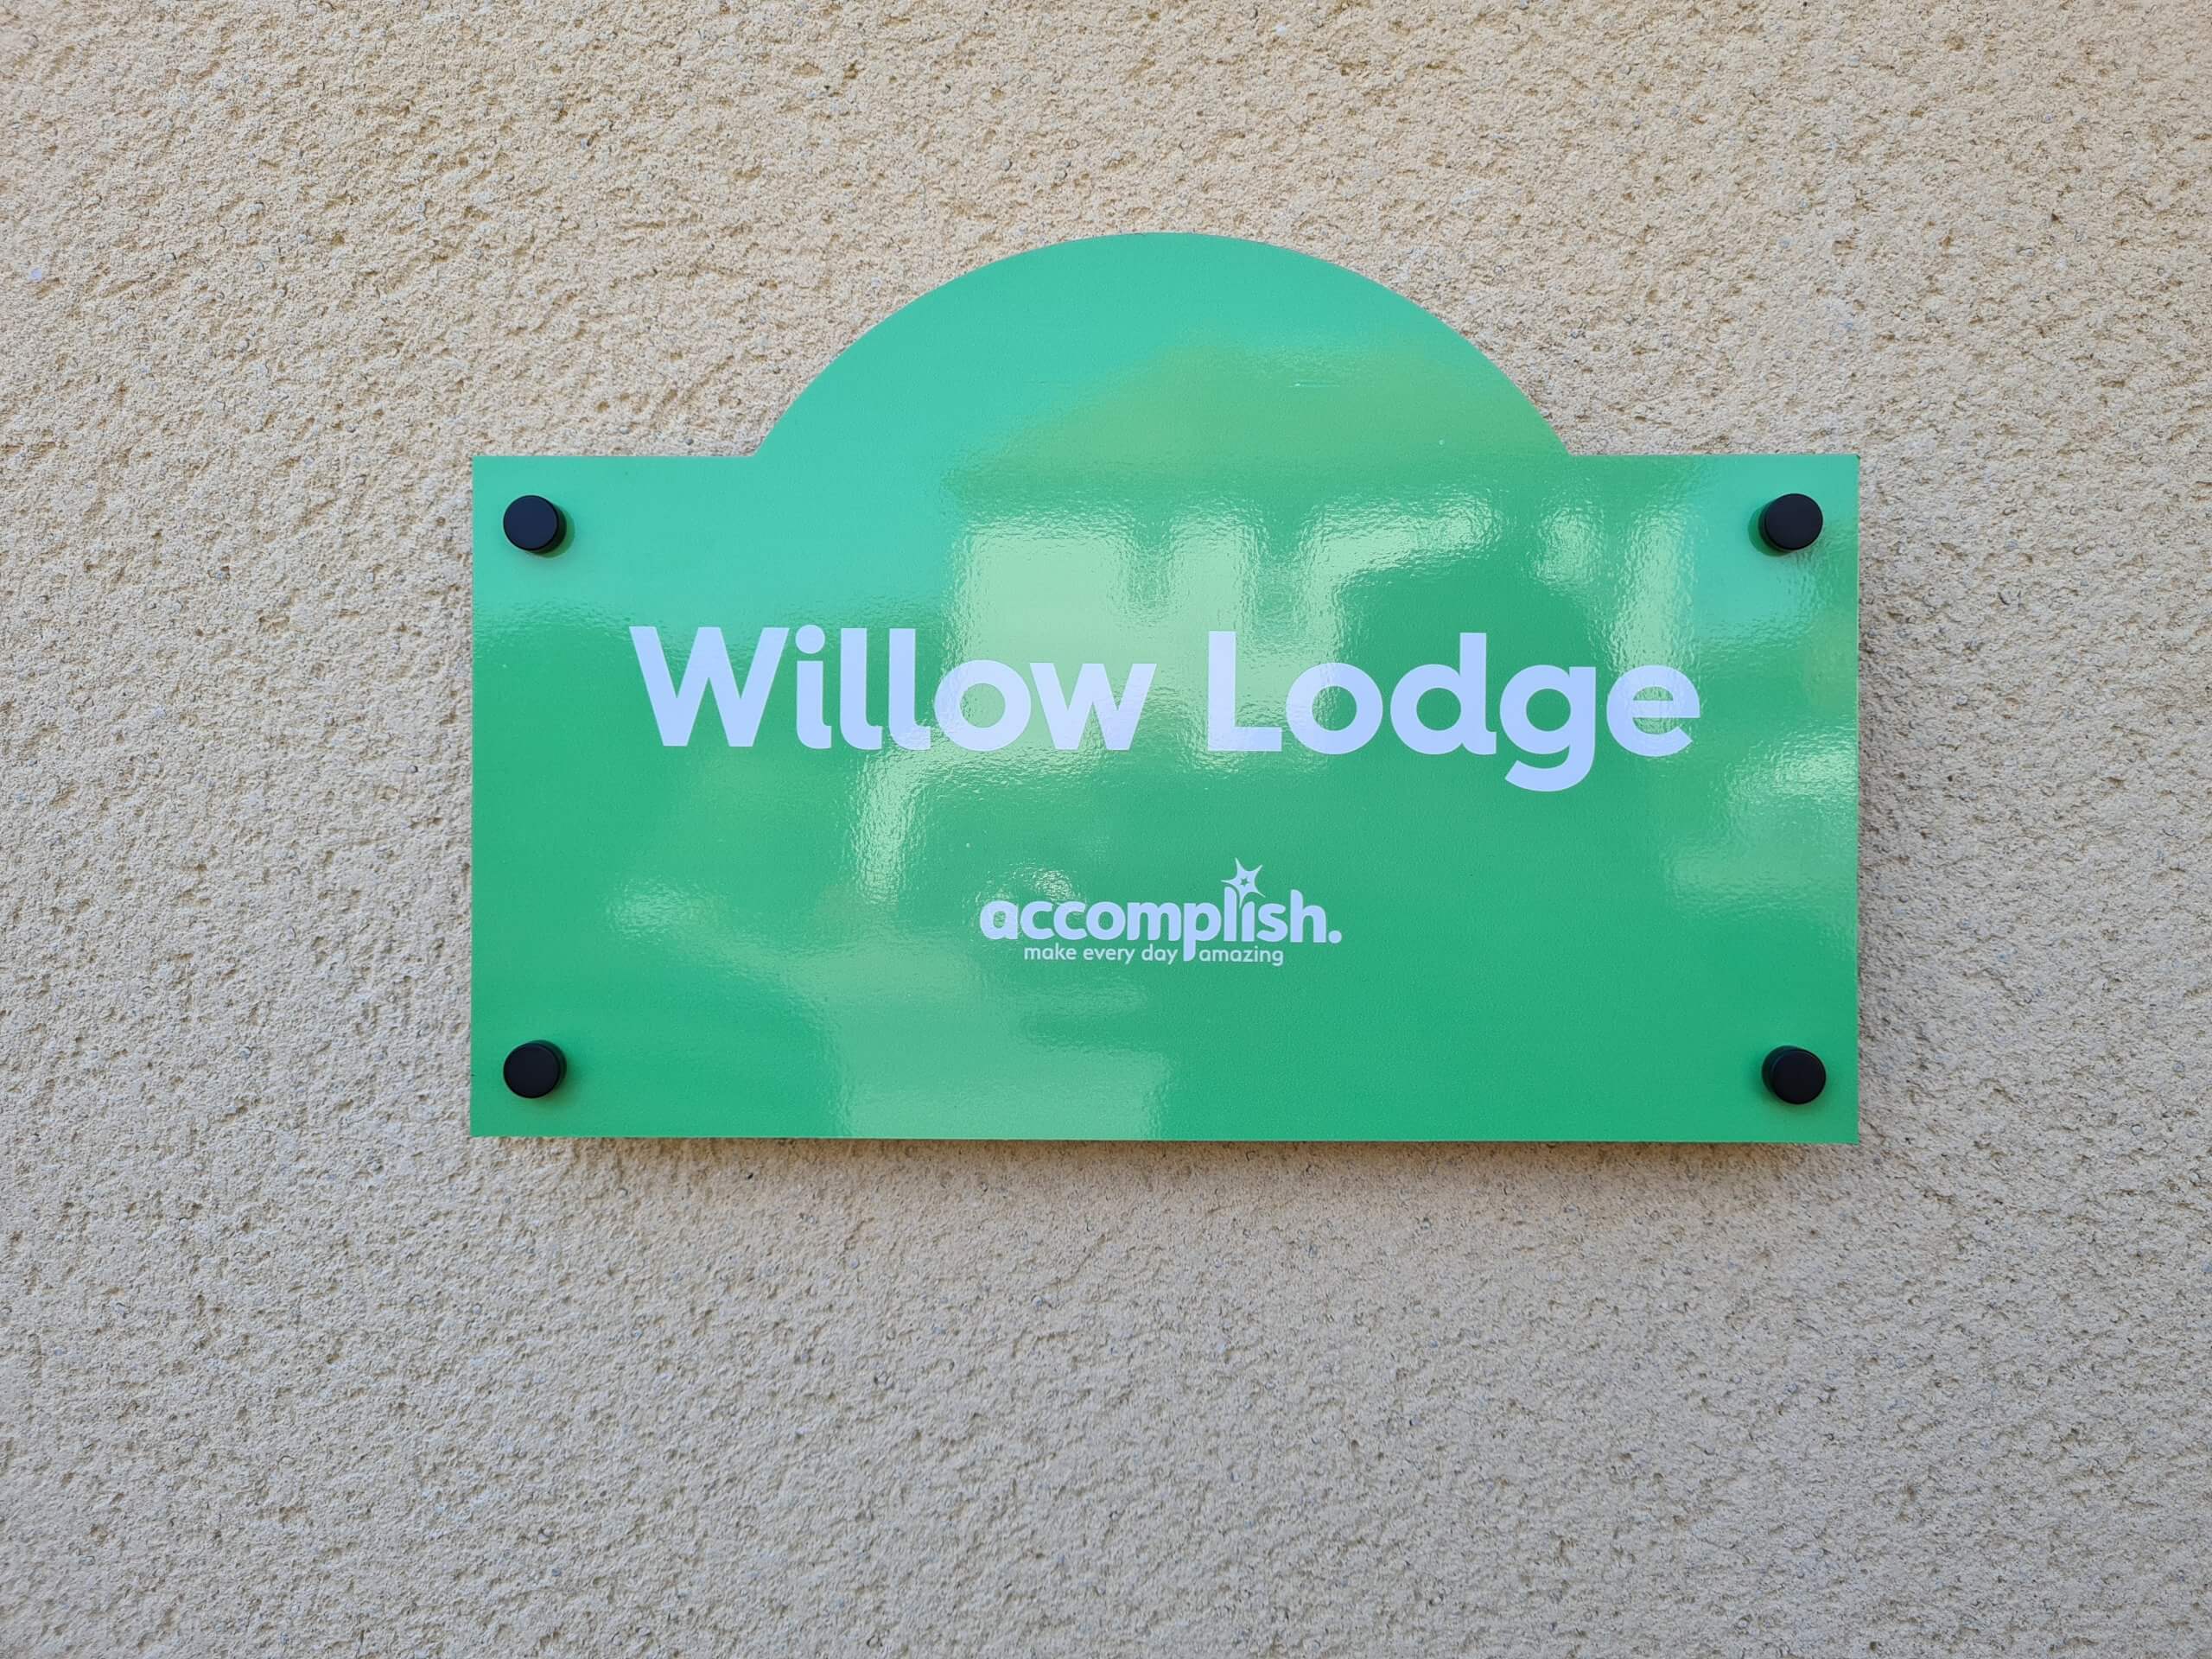 Willow Lodge
accomplish.
make every day amazing